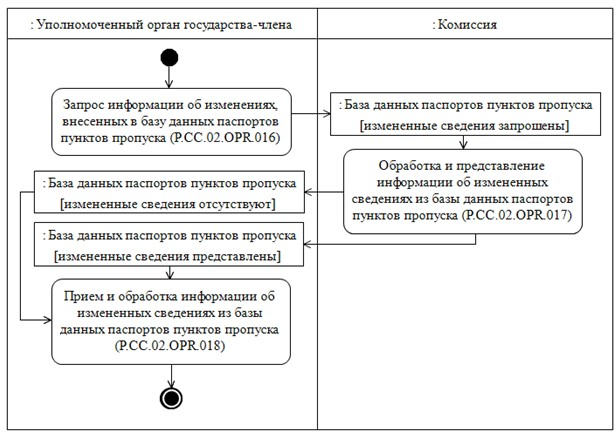 : Уполномоченный орган государства-члена
: Комиссия
Запрос информации об изменениях,
внесенных в базу данных паспортов
пунктов пропуска (P.CC.02.OPR.016)
: База данных паспортов пунктов пропуска
[измененные сведения запрошены]
Обработка и представление
информации об измененных
сведениях из базы данных паспортов
пунктов пропуска (P.CC.02.OPR.017)
: База данных паспортов пунктов пропуска
[измененные сведения отсутствуют]
: База данных паспортов пунктов пропуска
[измененные сведения представлены]
Прием и обработка информации об
измененных сведениях из базы
данных паспортов пунктов пропуска
(P.CC.02.OPR.018)